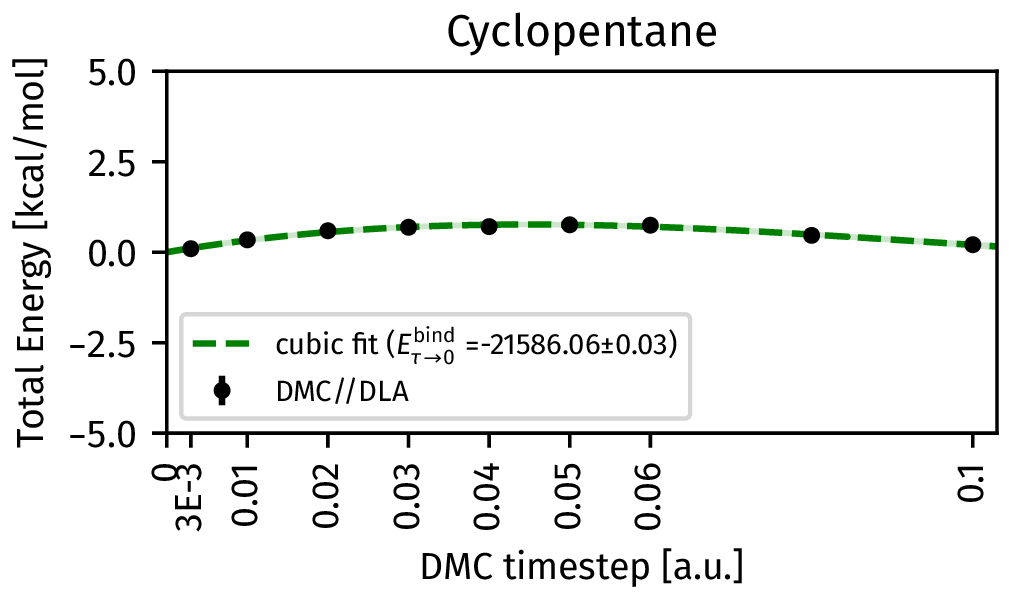 Cyclopentane
Total Energy [kcal/mol]
5.0
2.5
0.0
−2.5
−5.0
cubic fit (E^bind_τ→0 =-21586.06±0.03)
DMC//DLA
0
3E-3
0.01
0.02
0.03
0.04
0.05
0.06
0.1
DMC timestep [a.u.]